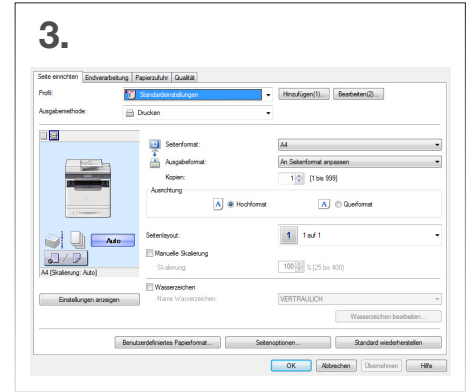 3.
Seite einrichten Endverarbeitung Papierzufuhr Qualität
Profil: Standardeinstellungen Hinzufügen(1)... Bearbeiten(2)...
Ausgabemethode: Drucken
Seitenformat: A4
Ausgabeformat: An Seitenformat anpassen
Kopien: 1 [1 bis 999]
Ausrichtung
A Hochformat A Querformat
Auto
Seitenlayout: 1 1 auf 1
Manuelle Skalierung
Skalierung: 100 % [25 bis 400]
A4 [Skalierung: Auto]
Wasserzeichen
Einstellungen anzeigen Name Wasserzeichen: VERTRAULICH
Wasserzeichen bearbeiten...
Benutzerdefiniertes Papierformat... Seitenoptionen... Standard wiederherstellen
OK Abbrechen Übernehmen Hilfe